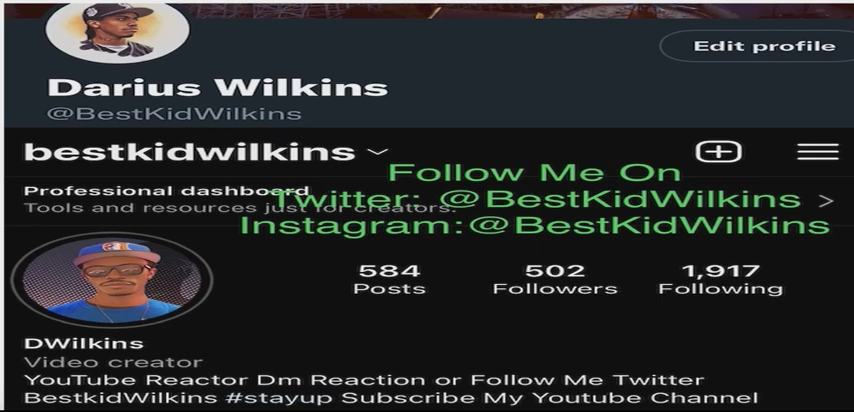 Edit profile
Darius Wilkins
@BestKidWilkins
bestkidwilkins
Follow Me On
Professional dashboard
Twitter: @BestKidWilkins
Tools and resources just for creators.
Instagram:@BestKidWilkins
584 502 1,917
Posts Followers Following
DWilkins
Video creator
YouTube Reactor Dm Reaction or Follow Me Twitter
BestkidWilkins #stayup Subscribe My Youtube Channel